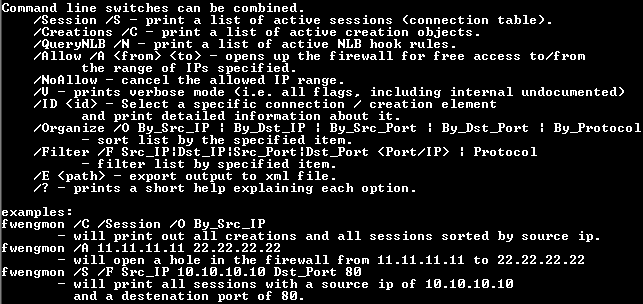 Command line switches can be combined.
/Session /S - print a list of active sessions (connection table).
/Creations /C - print a list of active creation objects.
/QueryNLB /N - print a list of active NLB hook rules.
/Allow /A <from> <to> - opens up the firewall for free access to/from
the range of IPs specified.
/NoAllow - cancel the allowed IP range.
/V - prints verbose mode (i.e. all flags, including internal undocumented)
/ID <id> - Select a specific connection / creation element
and print detailed information about it.
/Organize /O By_Src_IP | By_Dst_IP | By_Src_Port | By_Dst_Port | By_Protocol
- sort list by the specified item.
/Filter /F Src_IP|Dst_IP|Src_Port|Dst_Port <Port/IP> | Protocol
- filter list by specified item.
/E <path> - export output to xml file.
/? - prints a short help explaining each option.
examples:
fwengmon /C /Session /O By_Src_IP
- will print out all creations and all sessions sorted by source ip.
fwengmon /A 11.11.11.11 22.22.22.22
- will open a hole in the firewall from 11.11.11.11 to 22.22.22.22
fwengmon /S /F Src_IP 10.10.10.10 Dst_Port 80
- will print all sessions with a source ip of 10.10.10.10
and a destenation port of 80.